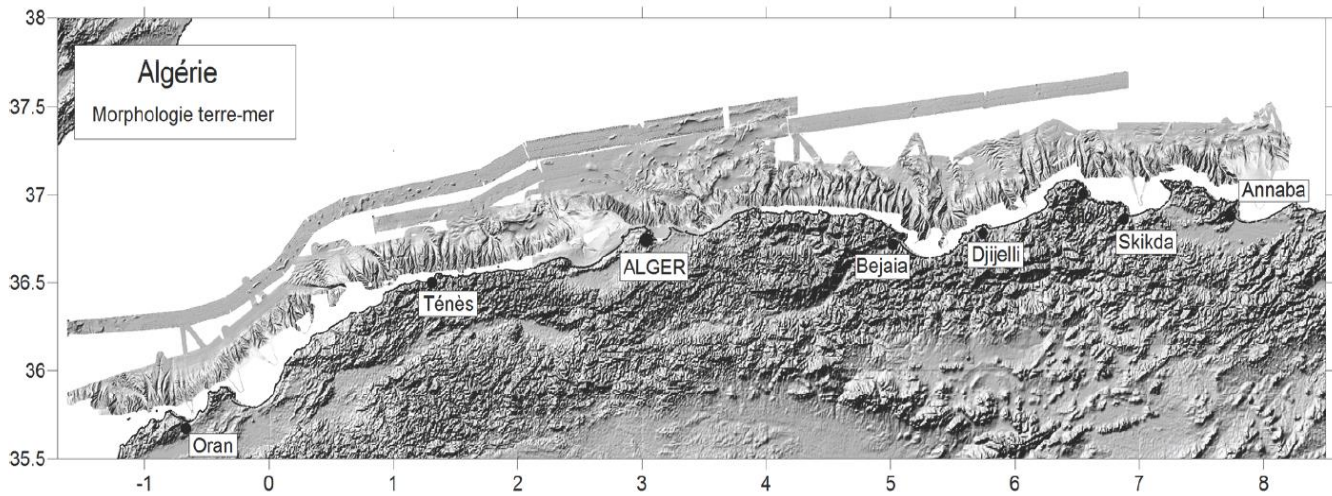 38
37.5
37
36.5
36
35.5
Algérie
Morphologie terre-mer
Annaba
Skikda
Djijelli
Bejaia
ALGER
Ténès
Oran
-1 0 1 2 3 4 5 6 7 8